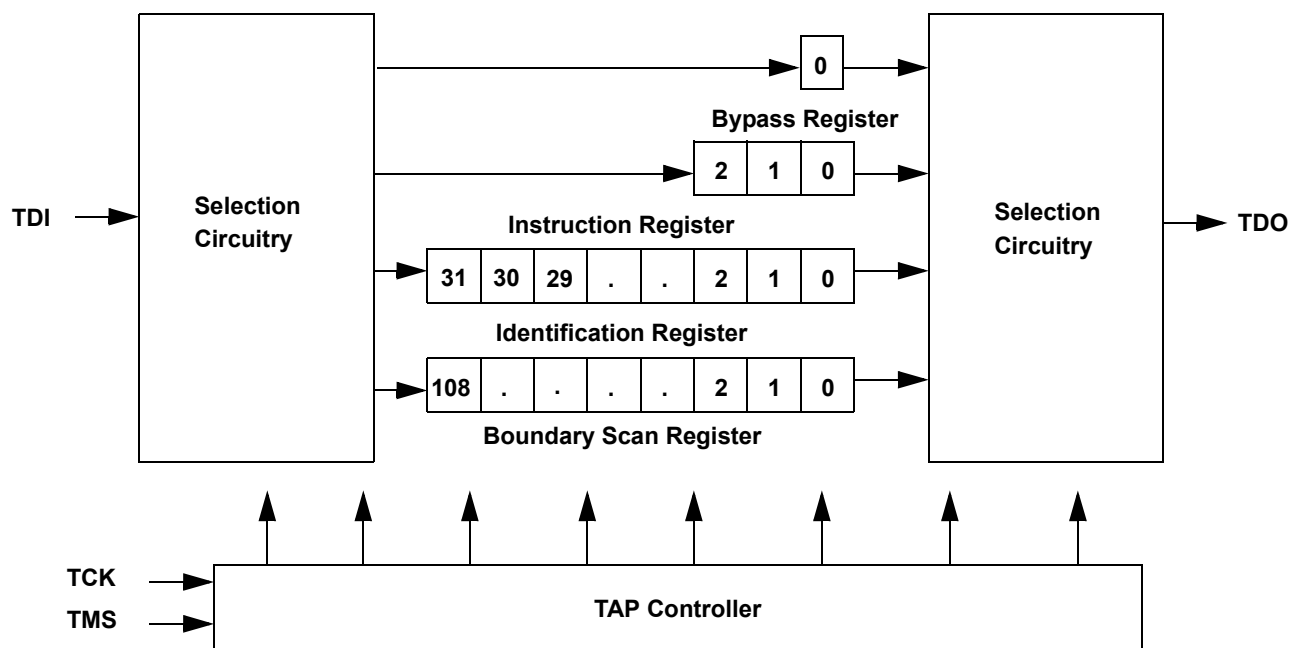 0
Bypass Register
2 1 0
Selection
Circuitry
Selection
Circuitry
TDI
TDO
Instruction Register
31 30 29 . . 2 1 0
Identification Register
108 . . . . 2 1 0
Boundary Scan Register
TCK
TMS
TAP Controller